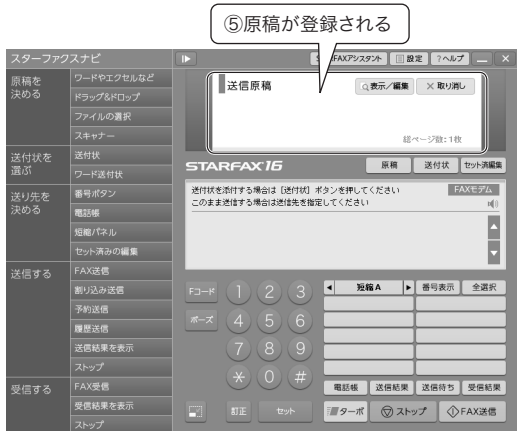 ⑤原稿が登録される
スターファクスナビ
STARFAXアシスタント 設定 ?ヘルプ
原稿を
決める
ワードやエクセルなど
ドラッグ&ドロップ
ファイルの選択
スキャナー
送付状を
選ぶ
送付状
ワード送付状
送り先を
決める
番号ボタン
電話帳
短縮パネル
セット済みの編集
送信する
FAX送信
割り込み送信
予約送信
履歴送信
送信結果を表示
ストップ
受信する
FAX受信
受信結果を表示
ストップ
送信原稿
表示/編集 × 取り消し
総ページ数:1枚
STARFAX'16
原稿 送付状 セット済編集
送付状を添付する場合は [送付状] ボタンを押してください
このまま送信する場合は送信先を指定してください
FAXモデム
Fコード 1 2 3
ポーズ 4 5 6
7 8 9
* 0 #
訂正 セット
短縮A 番号表示 全選択
電話帳 送信結果 送信待ち 受信結果
ターボ ストップ FAX送信